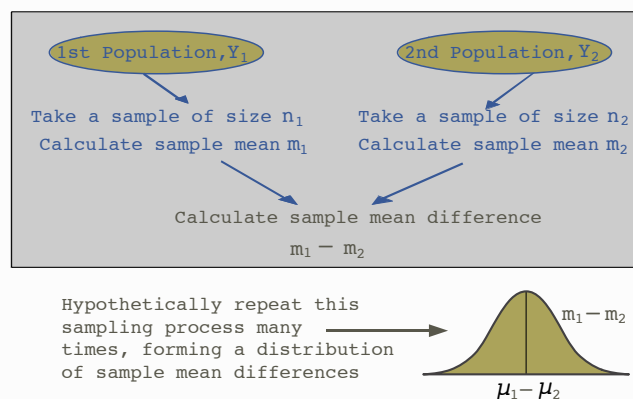 1st Population, Y₁
2nd Population, Y₂
Take a sample of size n₁
Calculate sample mean m₁
Take a sample of size n₂
Calculate sample mean m₂
Calculate sample mean difference
m₁ − m₂
Hypothetically repeat this
sampling process many
times, forming a distribution
of sample mean differences
m₁ − m₂
μ₁ − μ₂